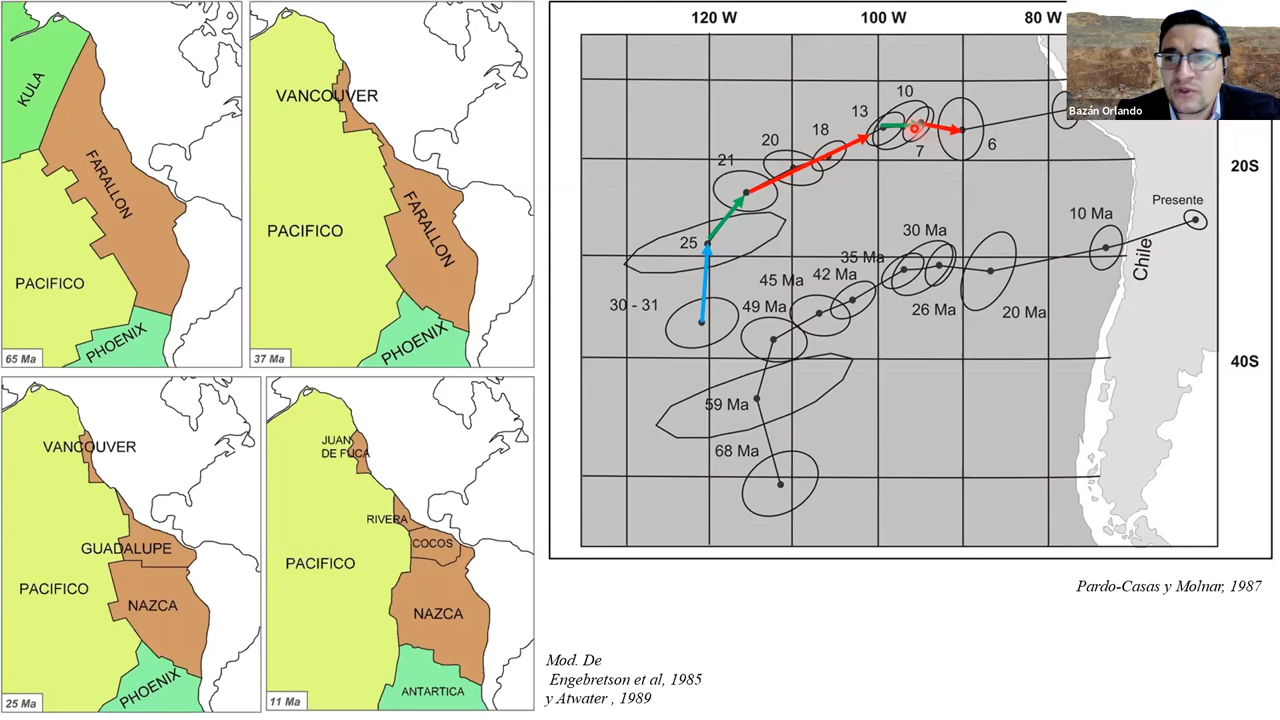 KULA
FARALLON
PACIFICO
PHOENIX
65 Ma
VANCOUVER
FARALLON
PACIFICO
PHOENIX
37 Ma
VANCOUVER
GUADALUPE
PACIFICO
NAZCA
PHOENIX
25 Ma
JUAN
DE FUCA
RIVERA
COCOS
PACIFICO
NAZCA
ANTARTICA
11 Ma
120 W
100 W
80 W
Bazán Orlando
10
13
18
20
21
7
6
20S
25
30 - 31
Presente
10 Ma
30 Ma
35 Ma
42 Ma
45 Ma
49 Ma
26 Ma
20 Ma
Chile
40S
59 Ma
68 Ma
Pardo-Casas y Molnar, 1987
Mod. De
Engebretson et al, 1985
y Atwater , 1989